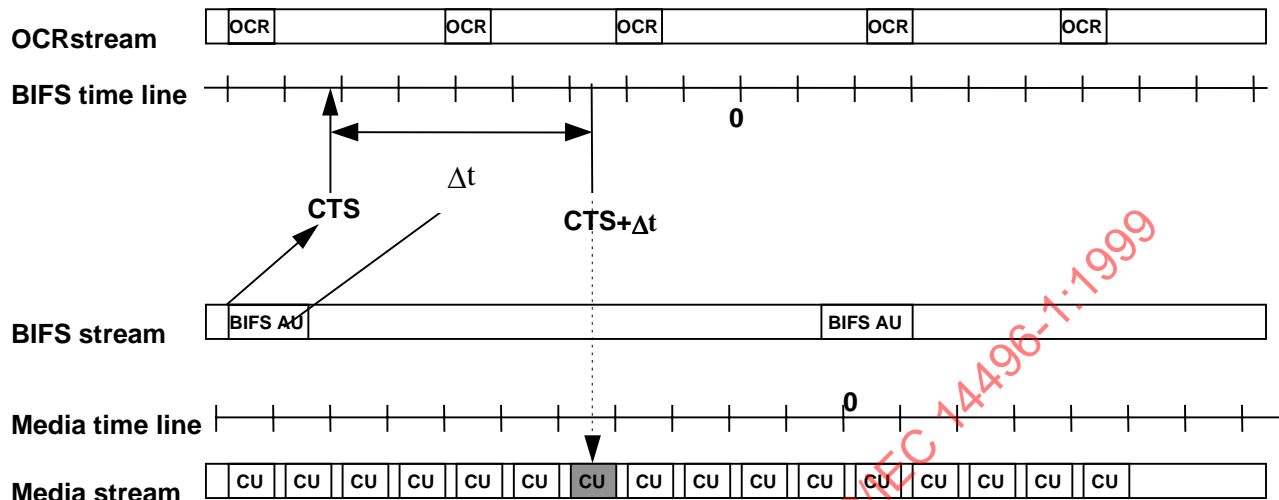 OCR OCR OCR OCR OCR
OCRstream
BIFS time line
0
Δt
CTS
CTS+Δt
BIFS AU BIFS AU
BIFS stream
0
Media time line
CU CU CU CU CU CU CU CU CU CU CU CU CU CU CU CU
Media stream
/IEC 14496-1:1999